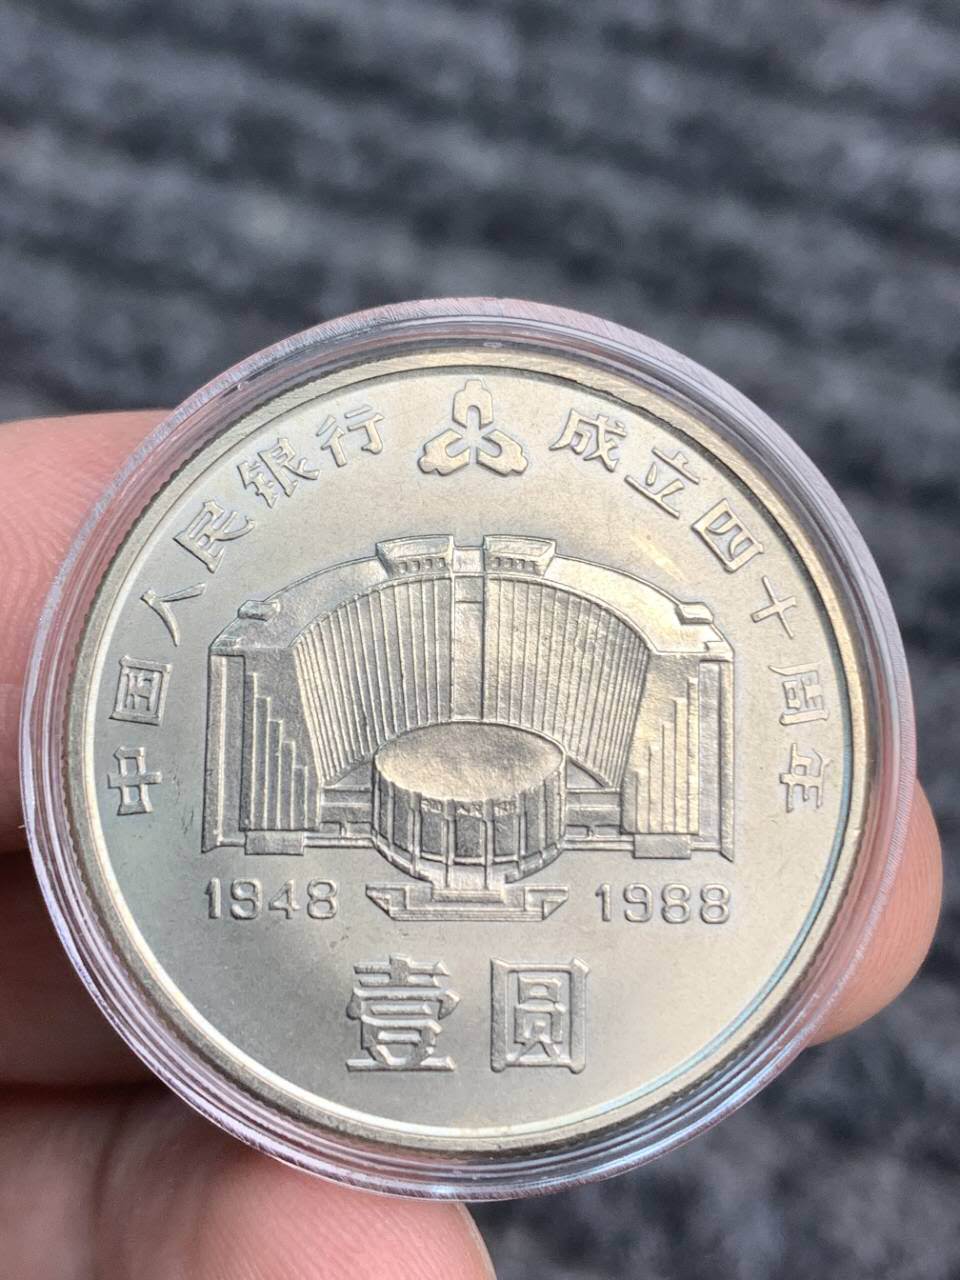 中国人民银行 成立四十周年
1948 1988
壹圆